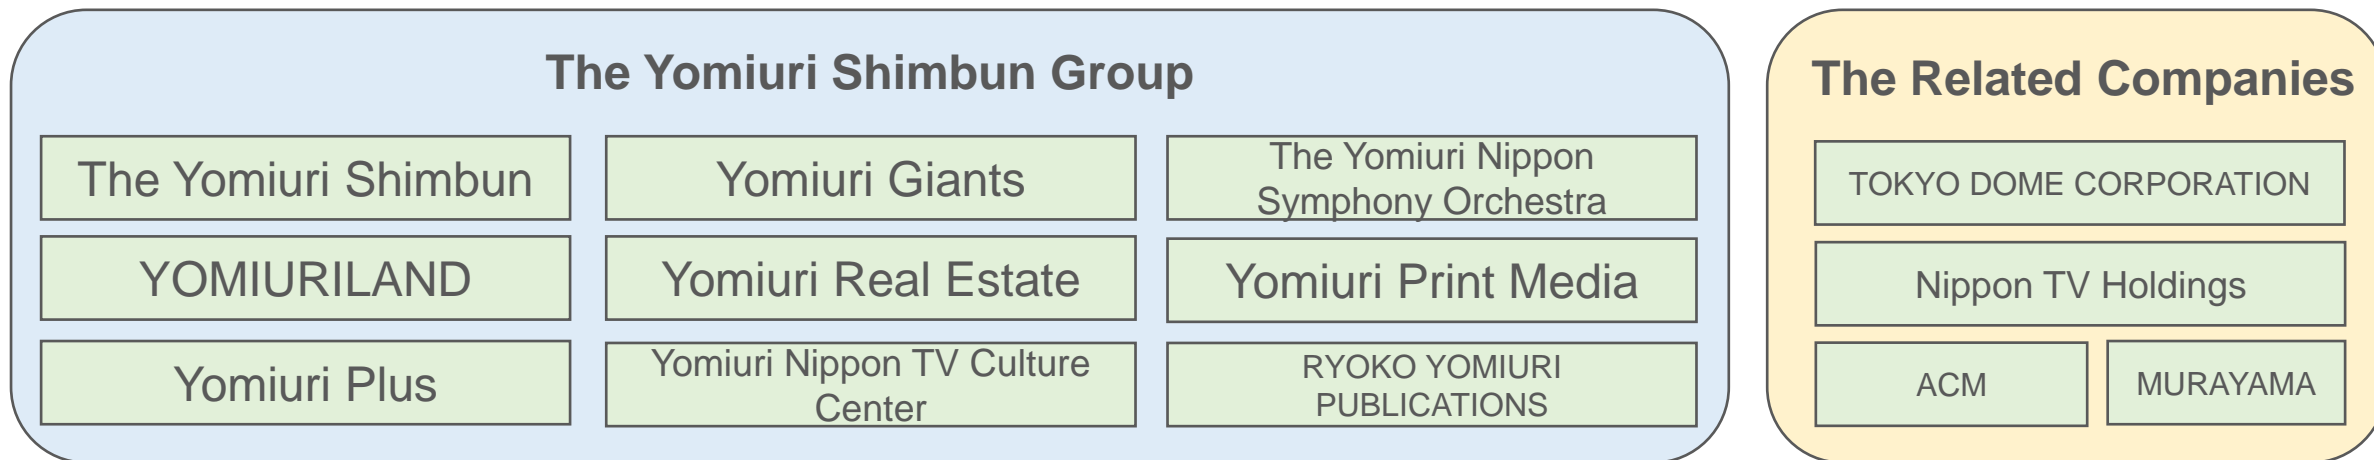 The Yomiuri Shimbun Group
The Yomiuri Shimbun
Yomiuri Giants
The Yomiuri Nippon
Symphony Orchestra
YOMIURILAND
Yomiuri Real Estate
Yomiuri Print Media
Yomiuri Plus
Yomiuri Nippon TV Culture
Center
RYOKO YOMIURI
PUBLICATIONS
The Related Companies
TOKYO DOME CORPORATION
Nippon TV Holdings
ACM
MURAYAMA